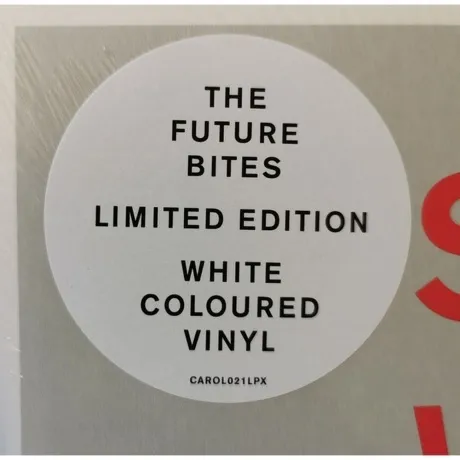 THE
FUTURE
BITES
LIMITED EDITION
WHITE
COLOURED
VINYL
CAROL021LPX
S